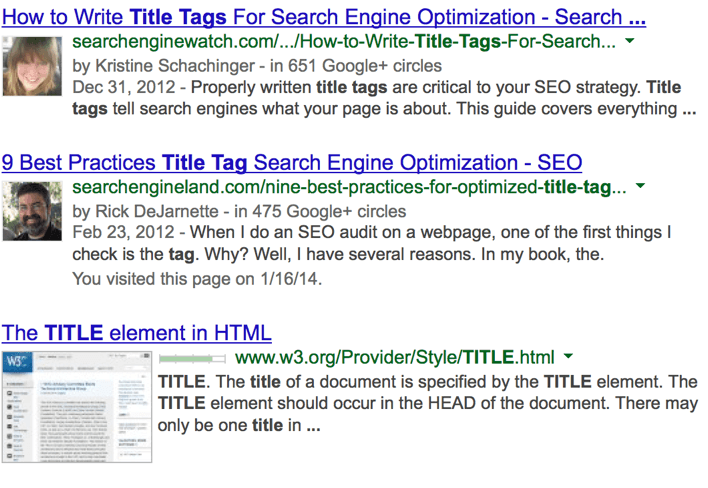 How to Write Title Tags For Search Engine Optimization - Search ...
searchenginewatch.com/.../How-to-Write-Title-Tags-For-Search...
by Kristine Schachinger - in 651 Google+ circles
Dec 31, 2012 - Properly written title tags are critical to your SEO strategy. Title
tags tell search engines what your page is about. This guide covers everything ...
9 Best Practices Title Tag Search Engine Optimization - SEO
searchengineland.com/nine-best-practices-for-optimized-title-tag...
by Rick DeJarnette - in 475 Google+ circles
Feb 23, 2012 - When I do an SEO audit on a webpage, one of the first things I
check is the tag. Why? Well, I have several reasons. In my book, the.
You visited this page on 1/16/14.
The TITLE element in HTML
W3C
www.w3.org/Provider/Style/TITLE.html
TITLE. The title of a document is specified by the TITLE element. The
TITLE element should occur in the HEAD of the document. There may
only be one title in ...